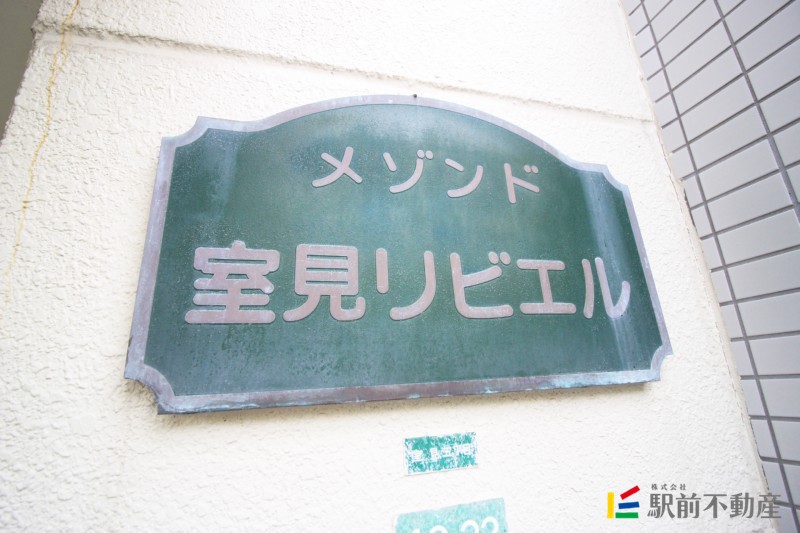 メゾンド
室見リビエル
株式会社
駅前不動産